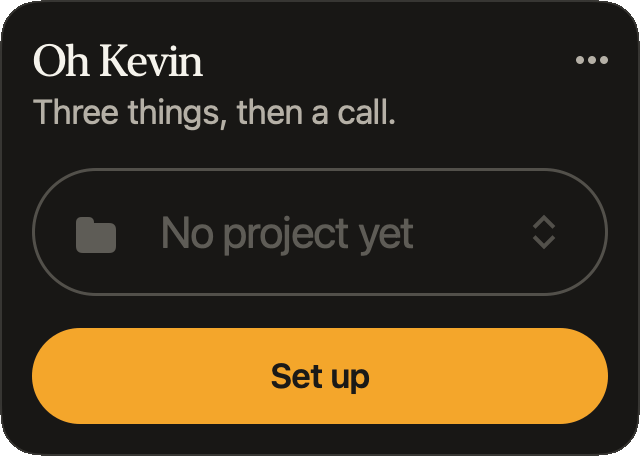 Oh Kevin
Three things, then a call.
No project yet
Set up